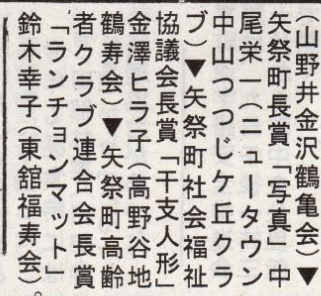 （山野井金沢鶴亀会）▼
矢祭町長賞「写真」中
尾栄一（ニュータウン
中山つつじケ丘クラ
ブ）▼矢祭町社会福祉
協議会長賞「干支人形」
金澤ヒラ子（高野谷地
鶴寿会）▼矢祭町高齢
者クラブ連合会長賞
「ランチョンマット」
鈴木幸子（東舘福寿会）。